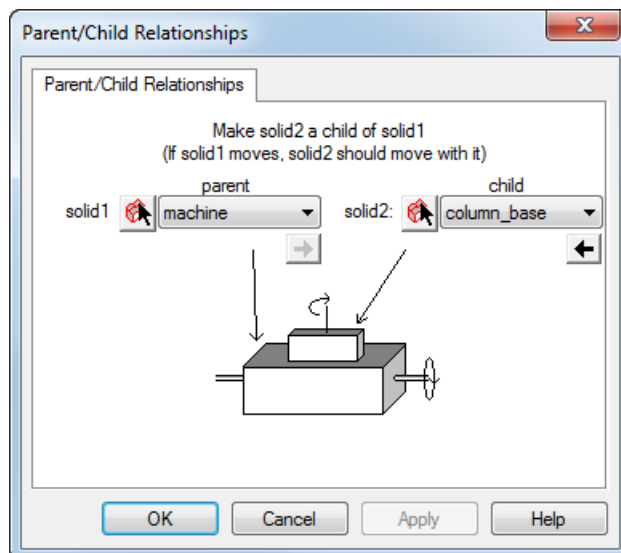 Parent/Child Relationships
Parent/Child Relationships
Make solid2 a child of solid1
(If solid1 moves, solid2 should move with it)
parent child
solid1 machine solid2: column_base
OK Cancel Apply Help